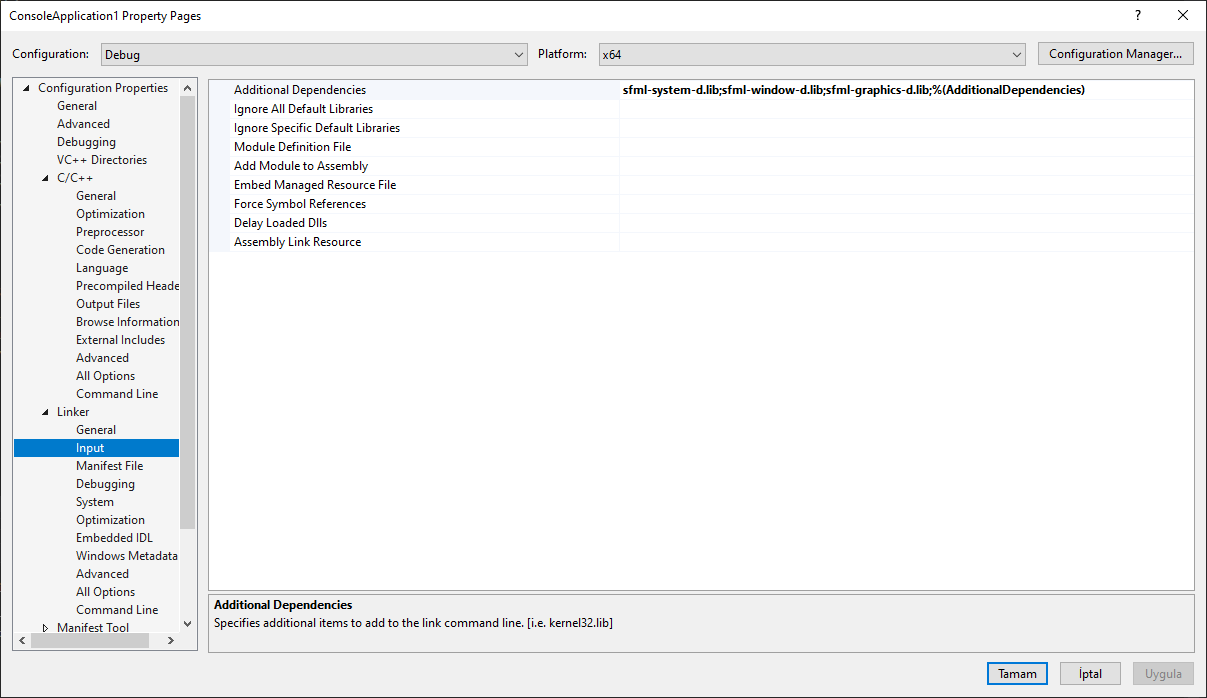 ConsoleApplication1 Property Pages
?
Configuration: Debug Platform: x64 Configuration Manager...
Configuration Properties
General
Advanced
Debugging
VC++ Directories
C/C++
General
Optimization
Preprocessor
Code Generation
Language
Precompiled Heade
Output Files
Browse Information
External Includes
Advanced
All Options
Command Line
Linker
General
Input
Manifest File
Debugging
System
Optimization
Embedded IDL
Windows Metadata
Advanced
All Options
Command Line
Manifest Tool
Additional Dependencies sfml-system-d.lib;sfml-window-d.lib;sfml-graphics-d.lib;%(AdditionalDependencies)
Ignore All Default Libraries
Ignore Specific Default Libraries
Module Definition File
Add Module to Assembly
Embed Managed Resource File
Force Symbol References
Delay Loaded Dlls
Assembly Link Resource
Additional Dependencies
Specifies additional items to add to the link command line. [i.e. kernel32.lib]
Tamam İptal Uygula